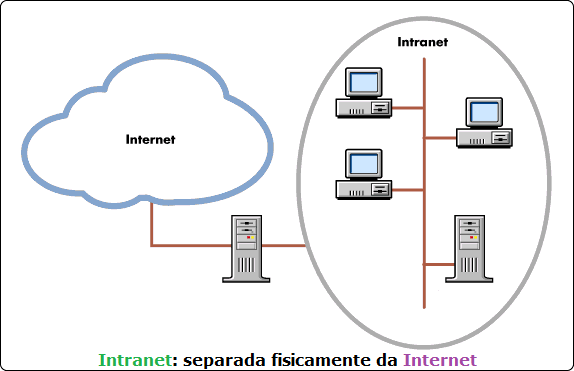 Intranet
Internet
Intranet: separada fisicamente da Internet